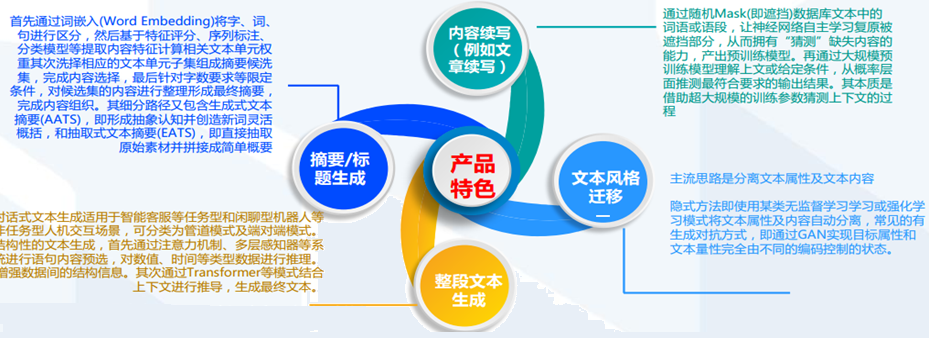 首先通过词嵌入(Word Embedding)将字、词、
句进行区分，然后基于特征评分、序列标注、
分类模型等提取内容特征计算相关文本单元权
重其次选择相应的文本单元子集组成摘要候洗
集，完成内容选择，最后针对字数要求等限定
条件，对候选集的内容进行整理形成最终摘要，
完成内容组织。其细分路径又包含生成式文本
摘要(AATS)，即形成抽象认知并创造新词灵活
概括，和抽取式文本摘要(EATS)，即直接抽取
原始素材并拼接成简单概要
内容续写
（例如文
章续写）
通过随机Mask(即遮挡)数据库文本中的
词语或语段，让神经网络自主学习复原被
遮挡部分，从而拥有“猜测”缺失内容的
能力，产出预训练模型。再通过大规模预
训练模型理解上文或给定条件，从概率层
面推测最符合要求的输出结果。其本质是
借助超大规模的训练参数猜测上下文的过
程
摘要/标
题生成
产品
特色
文本风格
迁移
主流思路是分离文本属性及文本内容
隐式方法即使用某类无监督学习学习或强化学
习模式将文本属性及内容自动分离，常见的有
生成对抗方式，即通过GAN实现目标属性和
文本量性完全由不同的编码控制的状态。
对话式文本生成适用于智能客服等任务型和闲聊型机器人等
非任务型人机交互场景，可分类为管道模式及端对端模式。
结构性的文本生成，首先通过注意力机制、多层感知器等系
统进行语句内容预选，对数值、时间等类型数据进行推理。
增强数据间的结构信息。其次通过Transformer等模式结合
上下文进行推导，生成最终文本。
整段文本
生成